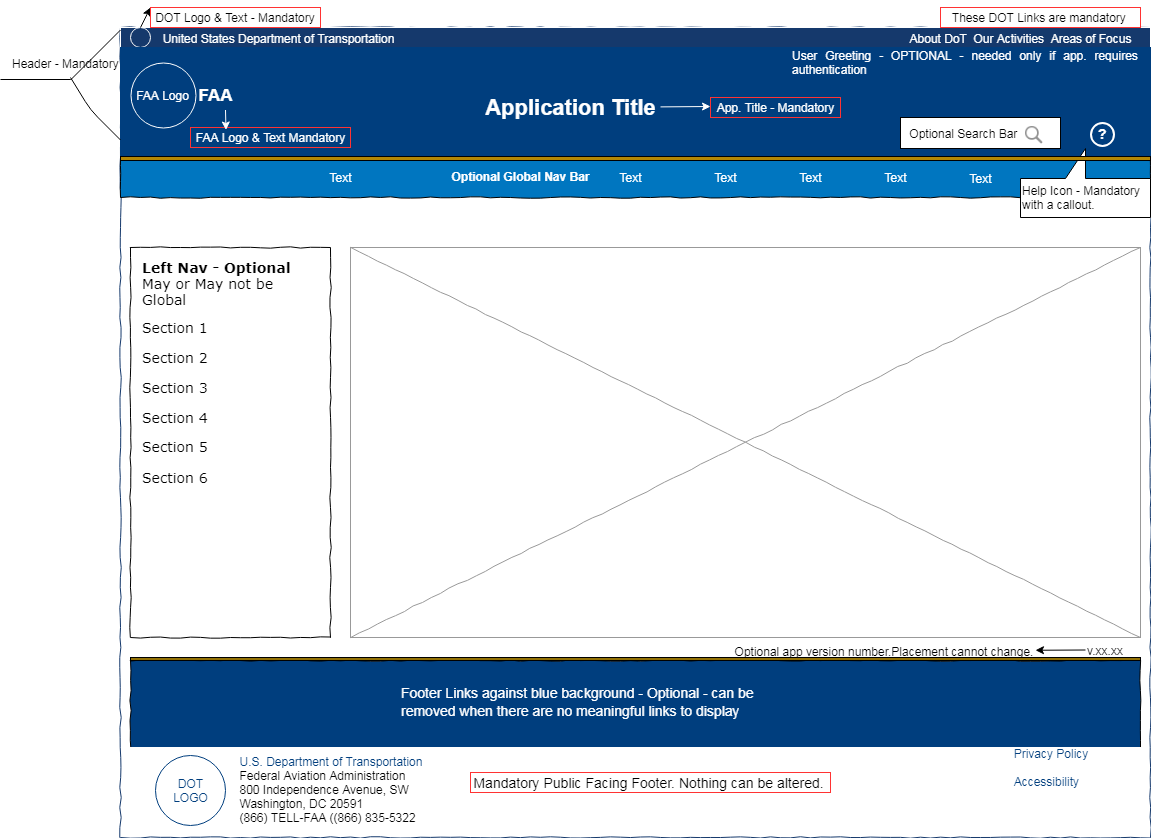 DOT Logo & Text - Mandatory
These DOT Links are mandatory
United States Department of Transportation
About DoT Our Activities Areas of Focus
Header - Mandatory
User Greeting - OPTIONAL - needed only if app. requires
authentication
FAA Logo
FAA
Application Title
App. Title - Mandatory
FAA Logo & Text Mandatory
Optional Search Bar
?
Text
Optional Global Nav Bar
Text
Text
Text
Text
Text
Help Icon - Mandatory
with a callout.
Left Nav - Optional
May or May not be
Global
Section 1
Section 2
Section 3
Section 4
Section 5
Section 6
Optional app version number.Placement cannot change.
v.xx.xx
Footer Links against blue background - Optional - can be
removed when there are no meaningful links to display
DOT
LOGO
U.S. Department of Transportation
Federal Aviation Administration
800 Independence Avenue, SW
Washington, DC 20591
(866) TELL-FAA ((866) 835-5322
Mandatory Public Facing Footer. Nothing can be altered.
Privacy Policy
Accessibility